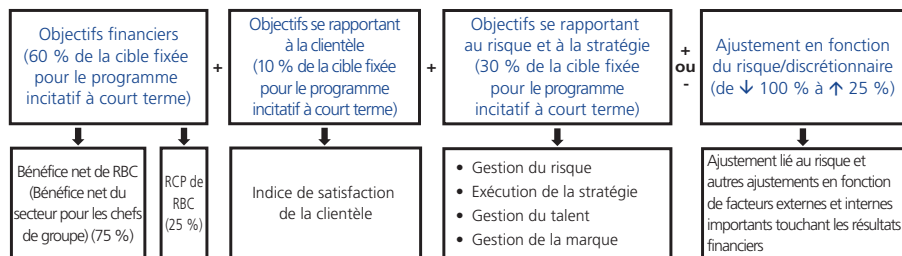 Objectifs financiers
(60 % de la cible fixée
pour le programme
incitatif à court terme)
+
Objectifs se rapportant
à la clientèle
(10 % de la cible fixée
pour le programme
incitatif à court terme)
+
Objectifs se rapportant
au risque et à la stratégie
(30 % de la cible fixée
pour le programme
incitatif à court terme)
+
ou
-
Ajustement en fonction
du risque/discrétionnaire
(de ↓ 100 % à ↑ 25 %)
Bénéfice net de RBC
(Bénéfice net du
secteur pour les chefs
de groupe) (75 %)
RCP de
RBC
(25 %)
Indice de satisfaction
de la clientèle
• Gestion du risque
• Exécution de la stratégie
• Gestion du talent
• Gestion de la marque
Ajustement lié au risque et
autres ajustements en fonction
de facteurs externes et internes
importants touchant les résultats
financiers